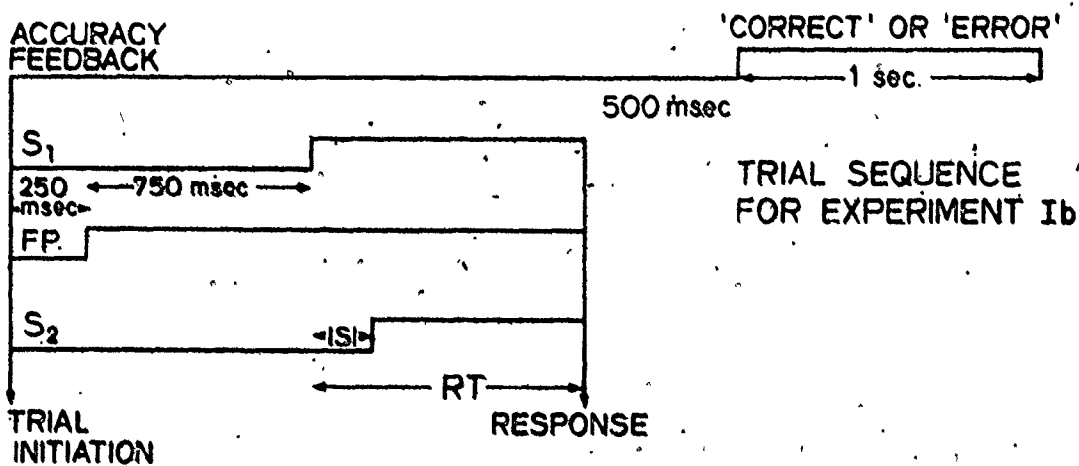 ACCURACY
FEEDBACK
'CORRECT' OR 'ERROR'
1 sec.
500 msec
S1
250
msec
750 msec
TRIAL SEQUENCE
FOR EXPERIMENT Ib
FP.
S2
ISI
RT
TRIAL
INITIATION
RESPONSE